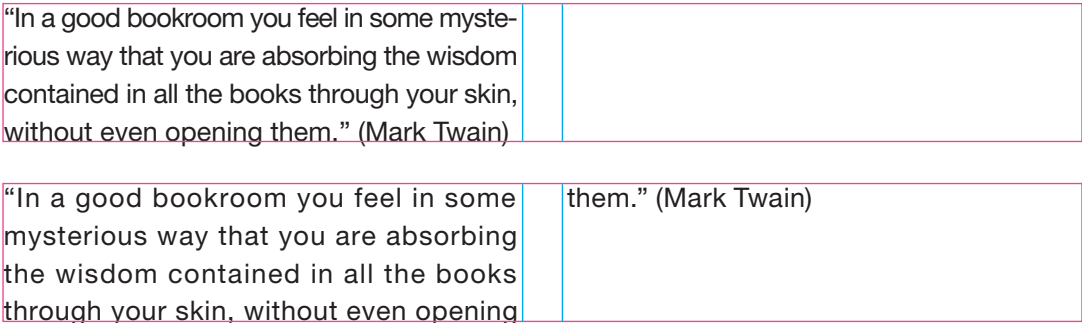 “In a good bookroom you feel in some myste-
rious way that you are absorbing the wisdom
contained in all the books through your skin,
without even opening them.” (Mark Twain)
“In a good bookroom you feel in some
mysterious way that you are absorbing
the wisdom contained in all the books
through your skin, without even opening
them.” (Mark Twain)